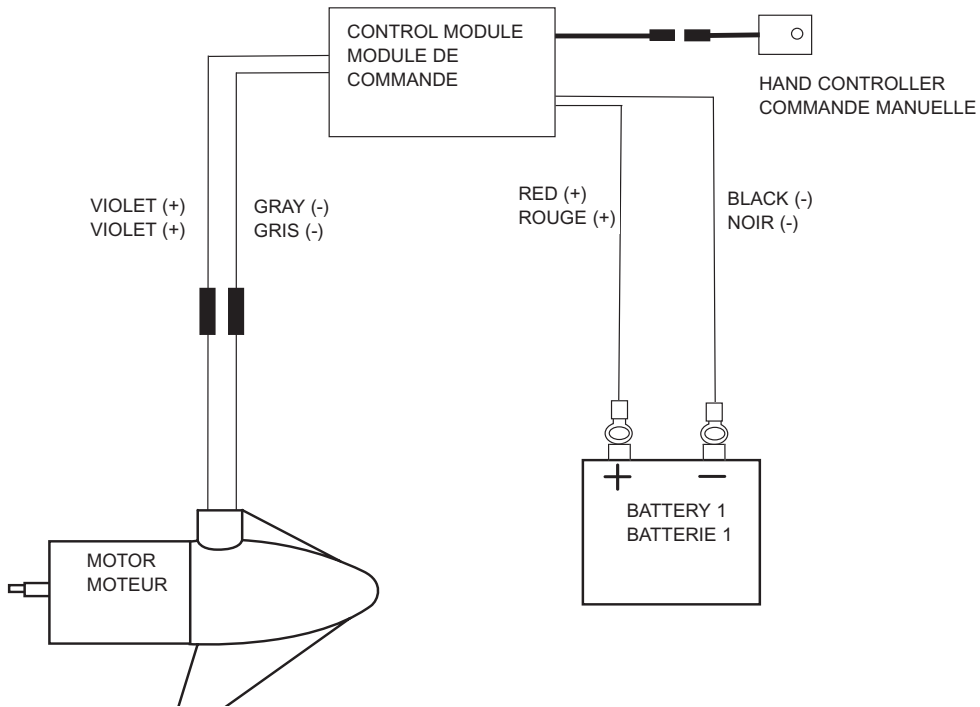 CONTROL MODULE
MODULE DE
COMMANDE
HAND CONTROLLER
COMMANDE MANUELLE
VIOLET (+)
VIOLET (+)
GRAY (-)
GRIS (-)
RED (+)
ROUGE (+)
BLACK (-)
NOIR (-)
+
−
BATTERY 1
BATTERIE 1
MOTOR
MOTEUR